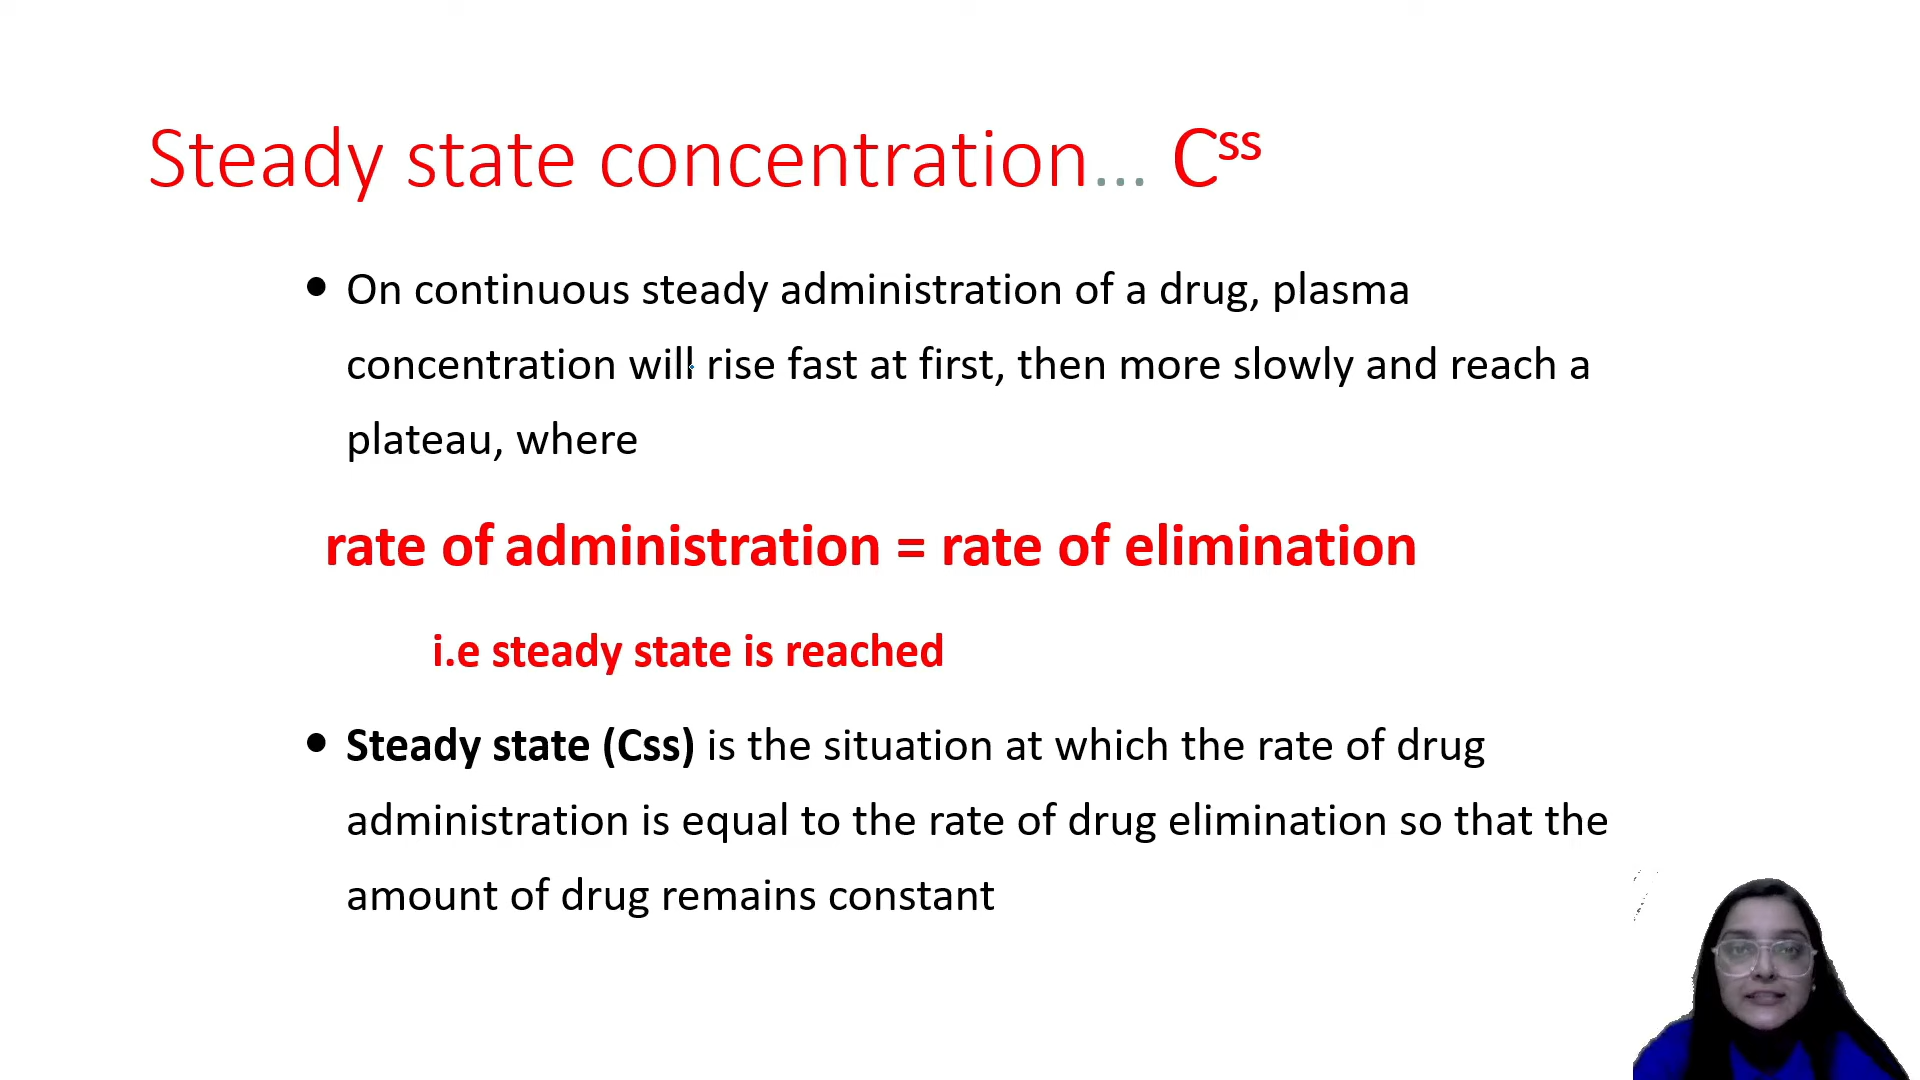 Steady state concentration... Css
• On continuous steady administration of a drug, plasma
concentration will rise fast at first, then more slowly and reach a
plateau, where
rate of administration = rate of elimination
i.e steady state is reached
• Steady state (Css) is the situation at which the rate of drug
administration is equal to the rate of drug elimination so that the
amount of drug remains constant